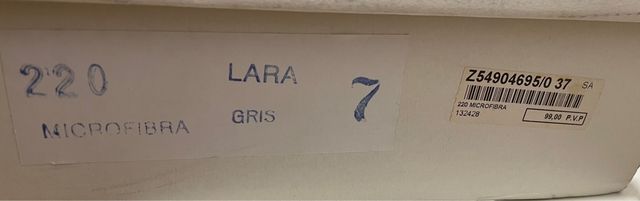 220 LARA 7
MICROFIBRA GRIS
Z54904695/0 37 SA
220 MICROFIBRA
132428 99,00 P.V.P